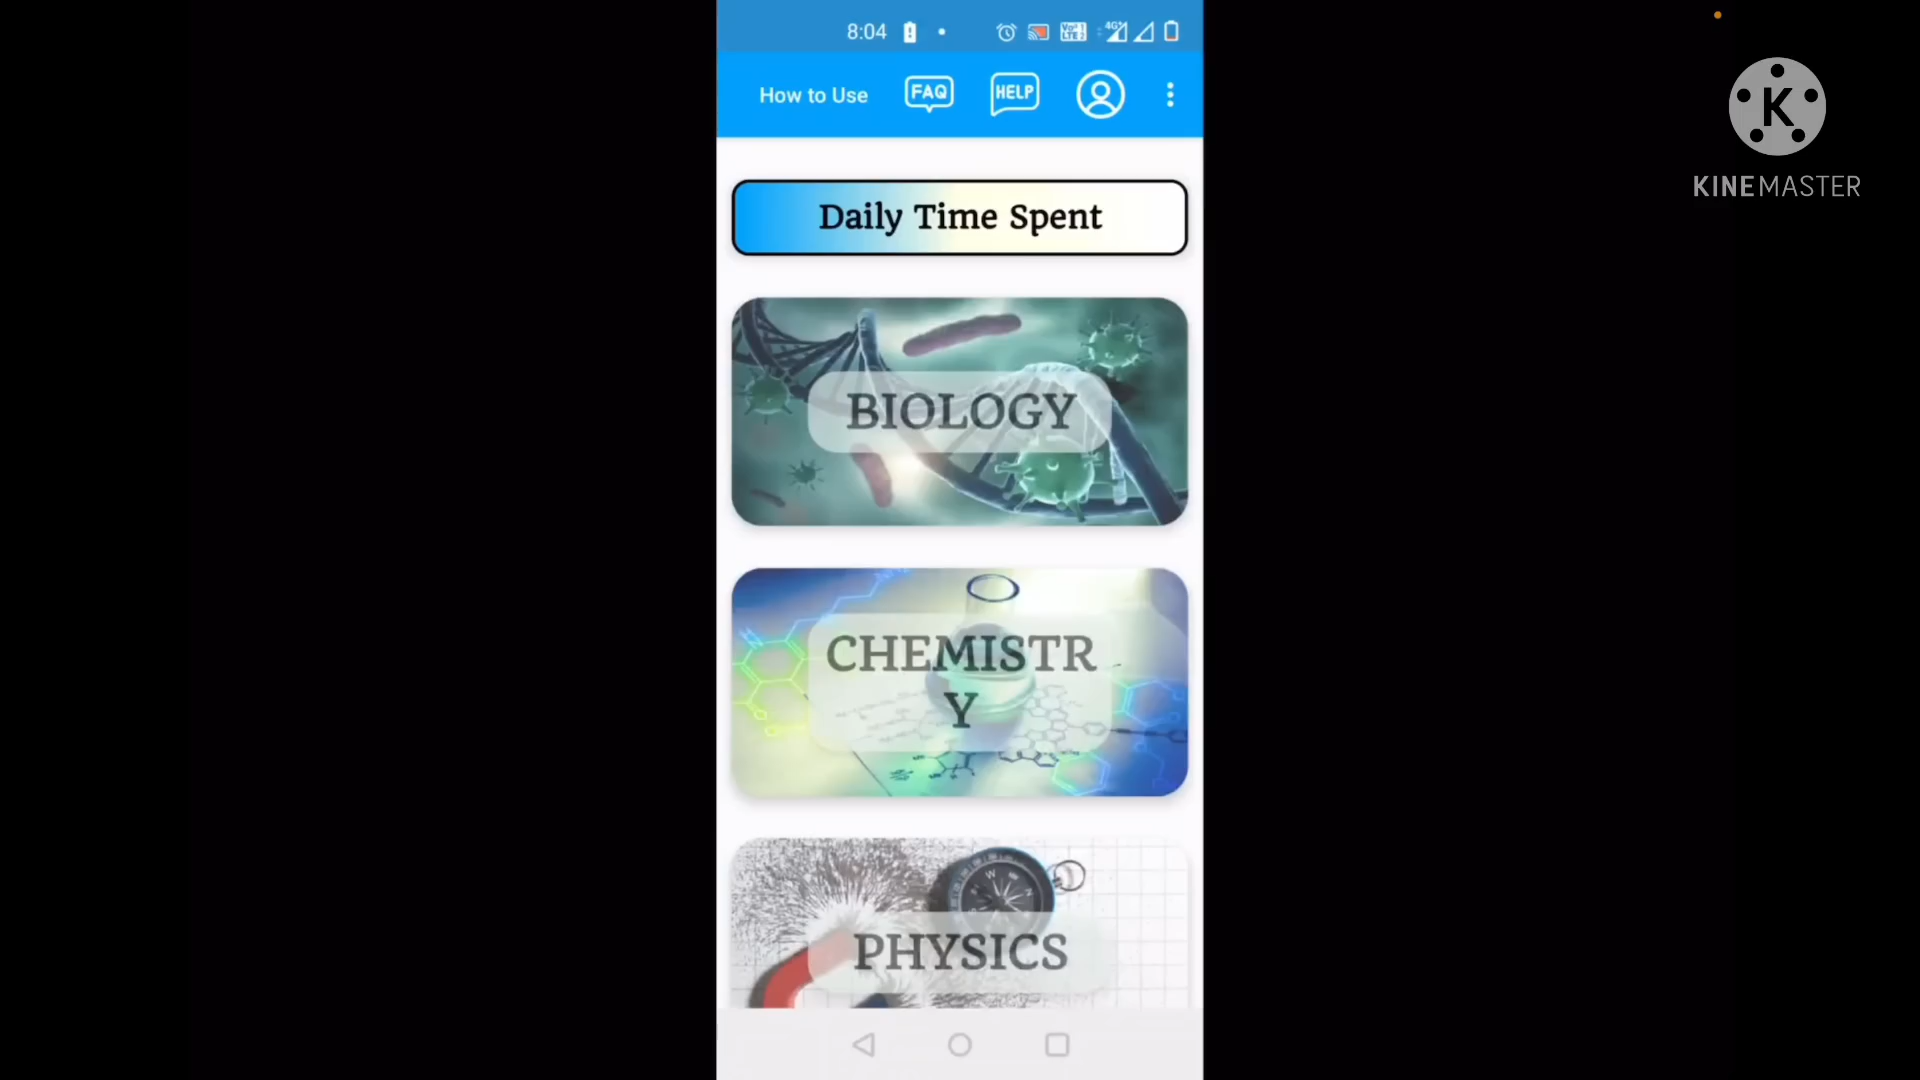 8:04
How to Use
FAQ
HELP
KINEMASTER
Daily Time Spent
BIOLOGY
CHEMISTR
Y
PHYSICS